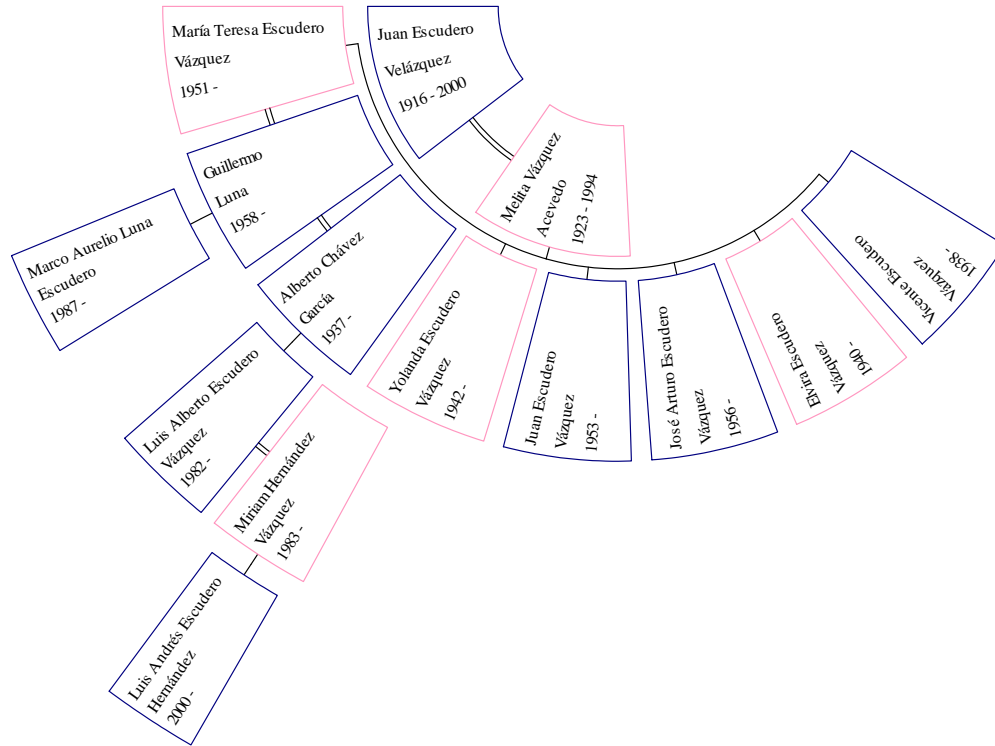 María Teresa Escudero
Vázquez
1951 -
Juan Escudero
Velázquez
1916 - 2000
Melita Vázquez
Acevedo
1923 - 1994
Guillermo
Luna
1958 -
Marco Aurelio Luna
Escudero
1987 -
Alberto Chávez
García
1937 -
Luis Alberto Escudero
Vázquez
1982 -
Miriam Hernández
Vázquez
1983 -
Luis Andrés Escudero
Hernández
2000 -
Yolanda Escudero
Vázquez
1942 -
Juan Escudero
Vázquez
1953 -
José Arturo Escudero
Vázquez
1956 -
Elvira Escudero
Vázquez
1940 -
Vicente Escudero
Vázquez
1938-